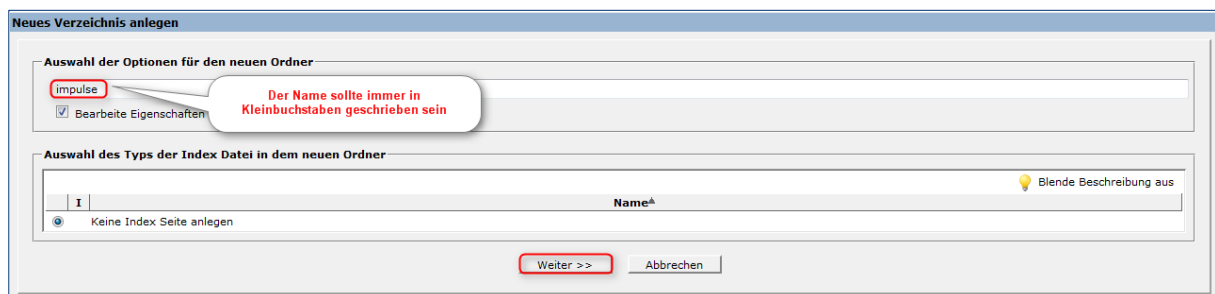 Neues Verzeichnis anlegen
Auswahl der Optionen für den neuen Ordner
impulse
Der Name sollte immer in
Kleinbuchstaben geschrieben sein
Bearbeite Eigenschaften
Auswahl des Typs der Index Datei in dem neuen Ordner
Blende Beschreibung aus
I Name
Keine Index Seite anlegen
Weiter >> Abbrechen